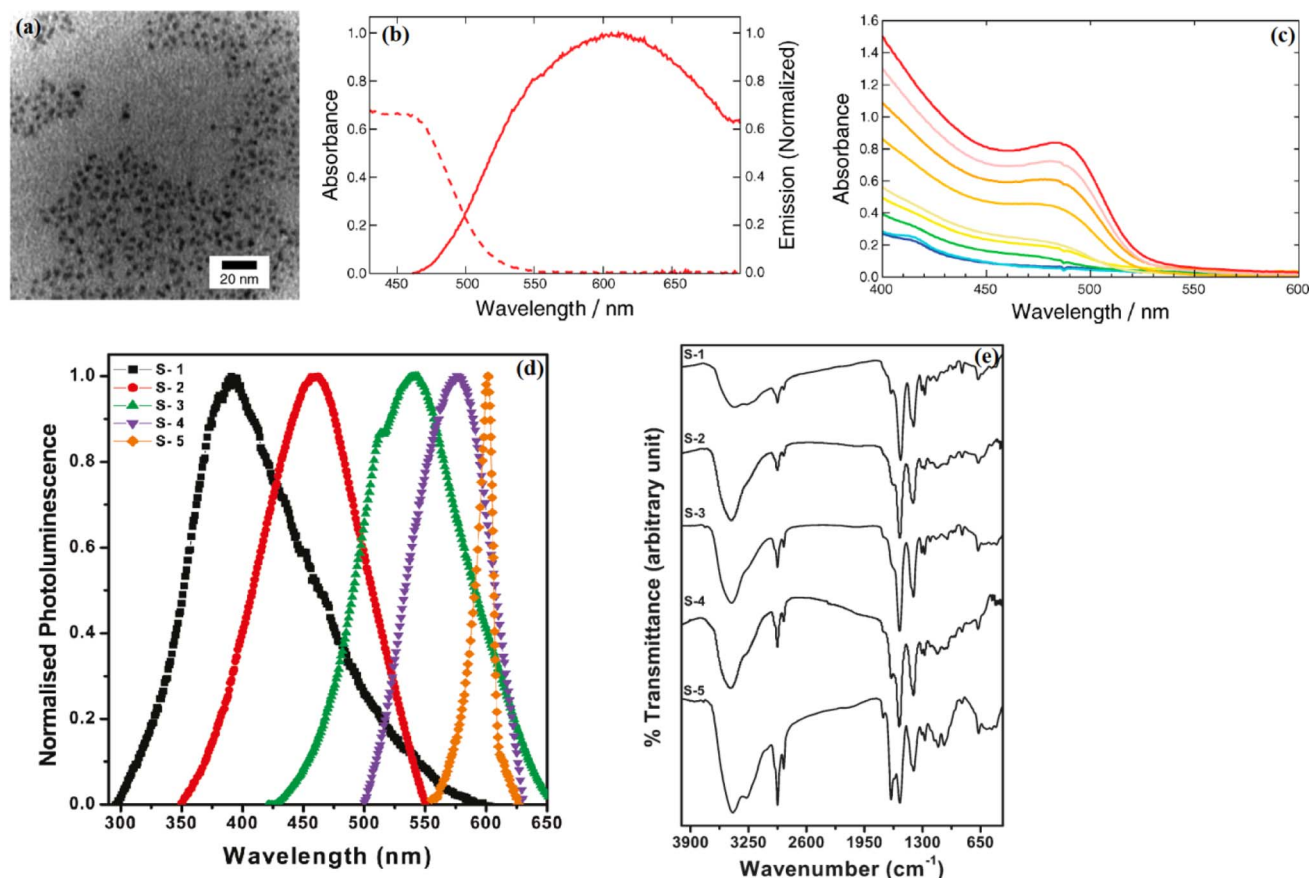 (a)
20 nm
(b)
1.0
0.8
0.6
0.4
0.2
0.0
Absorbance
450 500 550 600 650
Wavelength / nm
1.0
0.8
0.6
0.4
0.2
0.0
Emission (Normalized)
(c)
1.6
1.4
1.2
1.0
0.8
0.6
0.4
0.2
0.0
Absorbance
400 450 500 550 600
Wavelength / nm
(d)
S - 1
S - 2
S - 3
S - 4
S - 5
1.0
0.8
0.6
0.4
0.2
0.0
Normalised Photoluminescence
300 350 400 450 500 550 600 650
Wavelength (nm)
(e)
S-1
S-2
S-3
S-4
S-5
% Transmittance (arbitrary unit)
3900 3250 2600 1950 1300 650
Wavenumber (cm⁻¹)